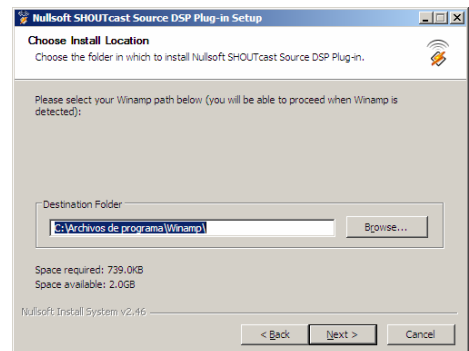 Nullsoft SHOUTcast Source DSP Plug-in Setup
Choose Install Location
Choose the folder in which to install Nullsoft SHOUTcast Source DSP Plug-in.
Please select your Winamp path below (you will be able to proceed when Winamp is
detected):
Destination Folder
C:\Archivos de programa\Winamp\
Browse...
Space required: 739.0KB
Space available: 2.0GB
Nullsoft Install System v2.46
< Back Next > Cancel